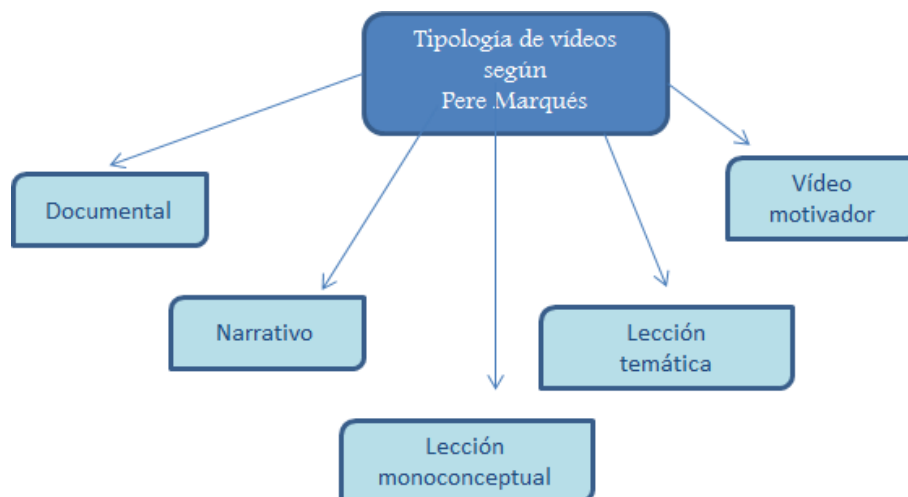 Tipología de vídeos
según
Pere Marqués
Documental
Vídeo
motivador
Narrativo
Lección
temática
Lección
monoconceptual